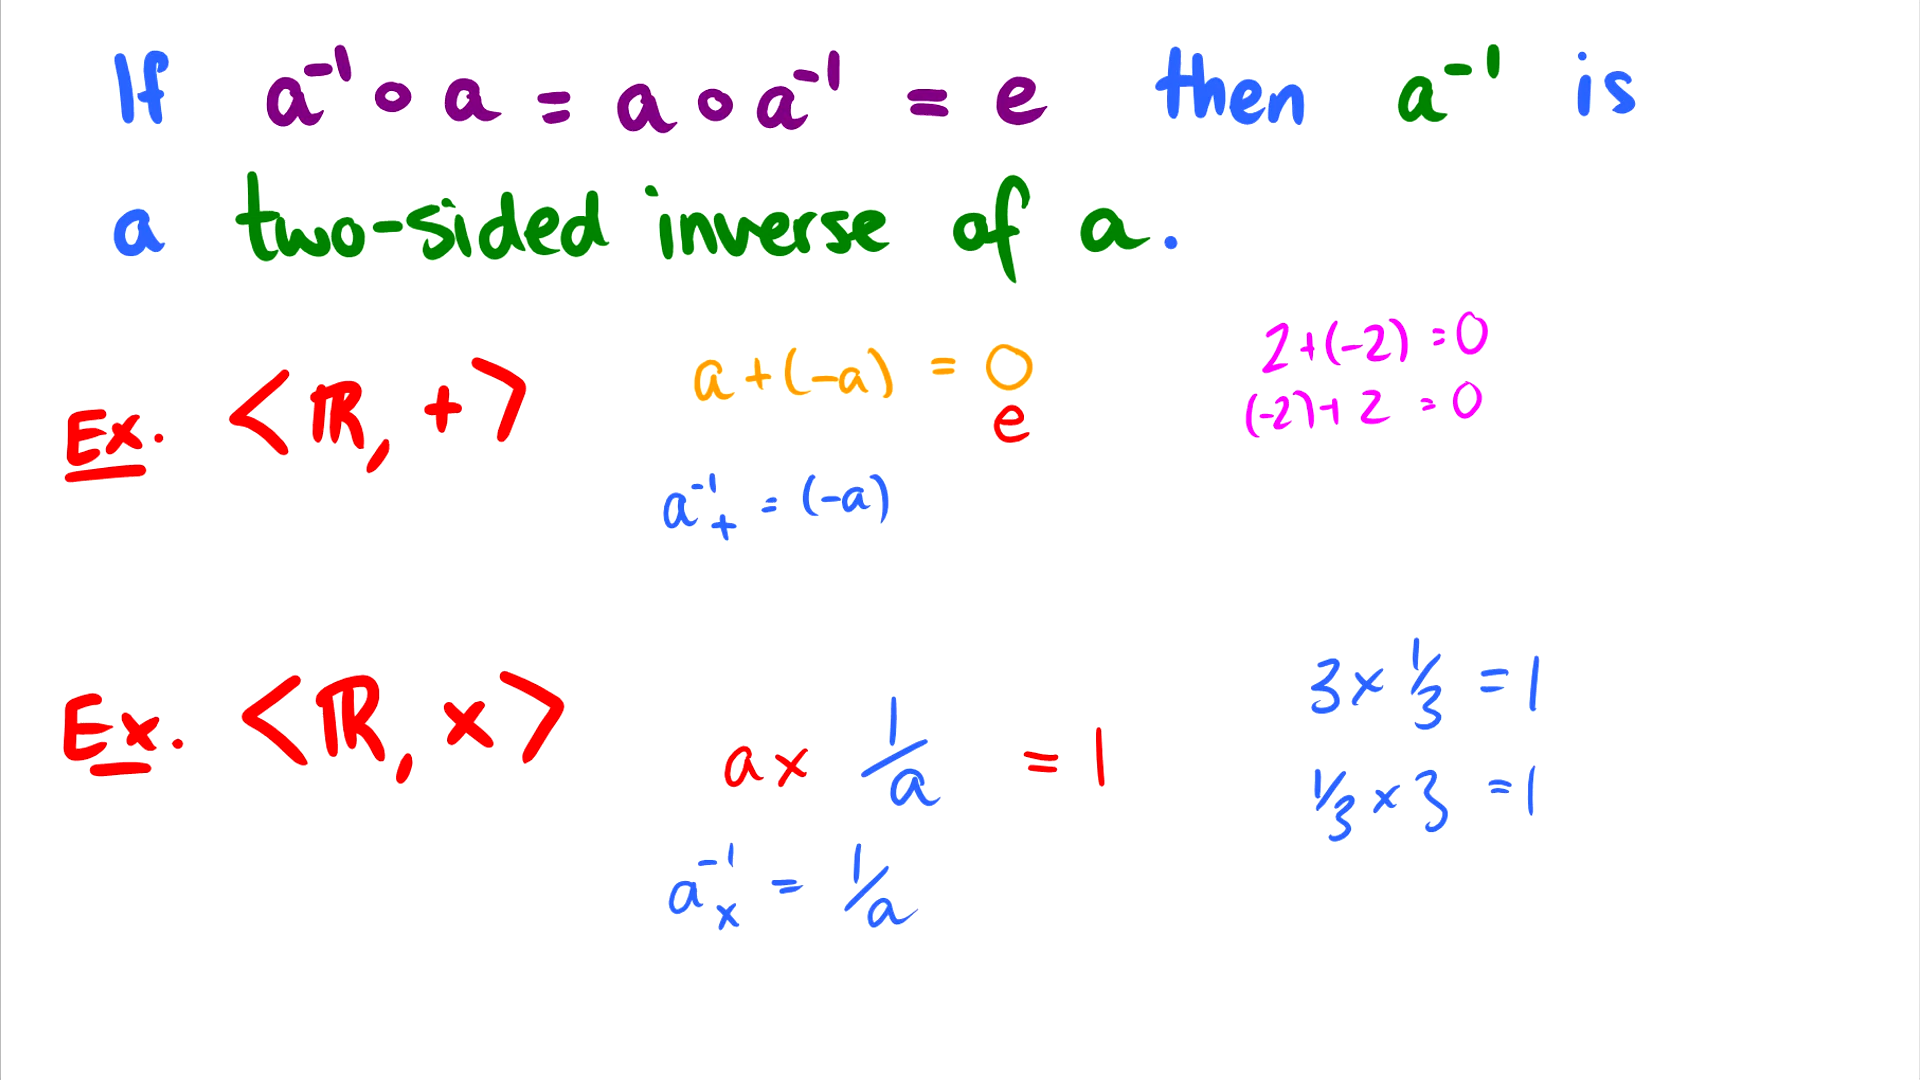 If a⁻¹ ∘ a = a ∘ a⁻¹ = e then a⁻¹ is
a two-sided inverse of a.
Ex. <ℝ, +>
a + (-a) = 0
e
a⁻¹₊ = (-a)
2+(-2) = 0
(-2)+2 = 0
Ex. <ℝ, x>
a x 1/a = 1
a⁻¹ₓ = 1/a
3 x 1/3 = 1
1/3 x 3 = 1